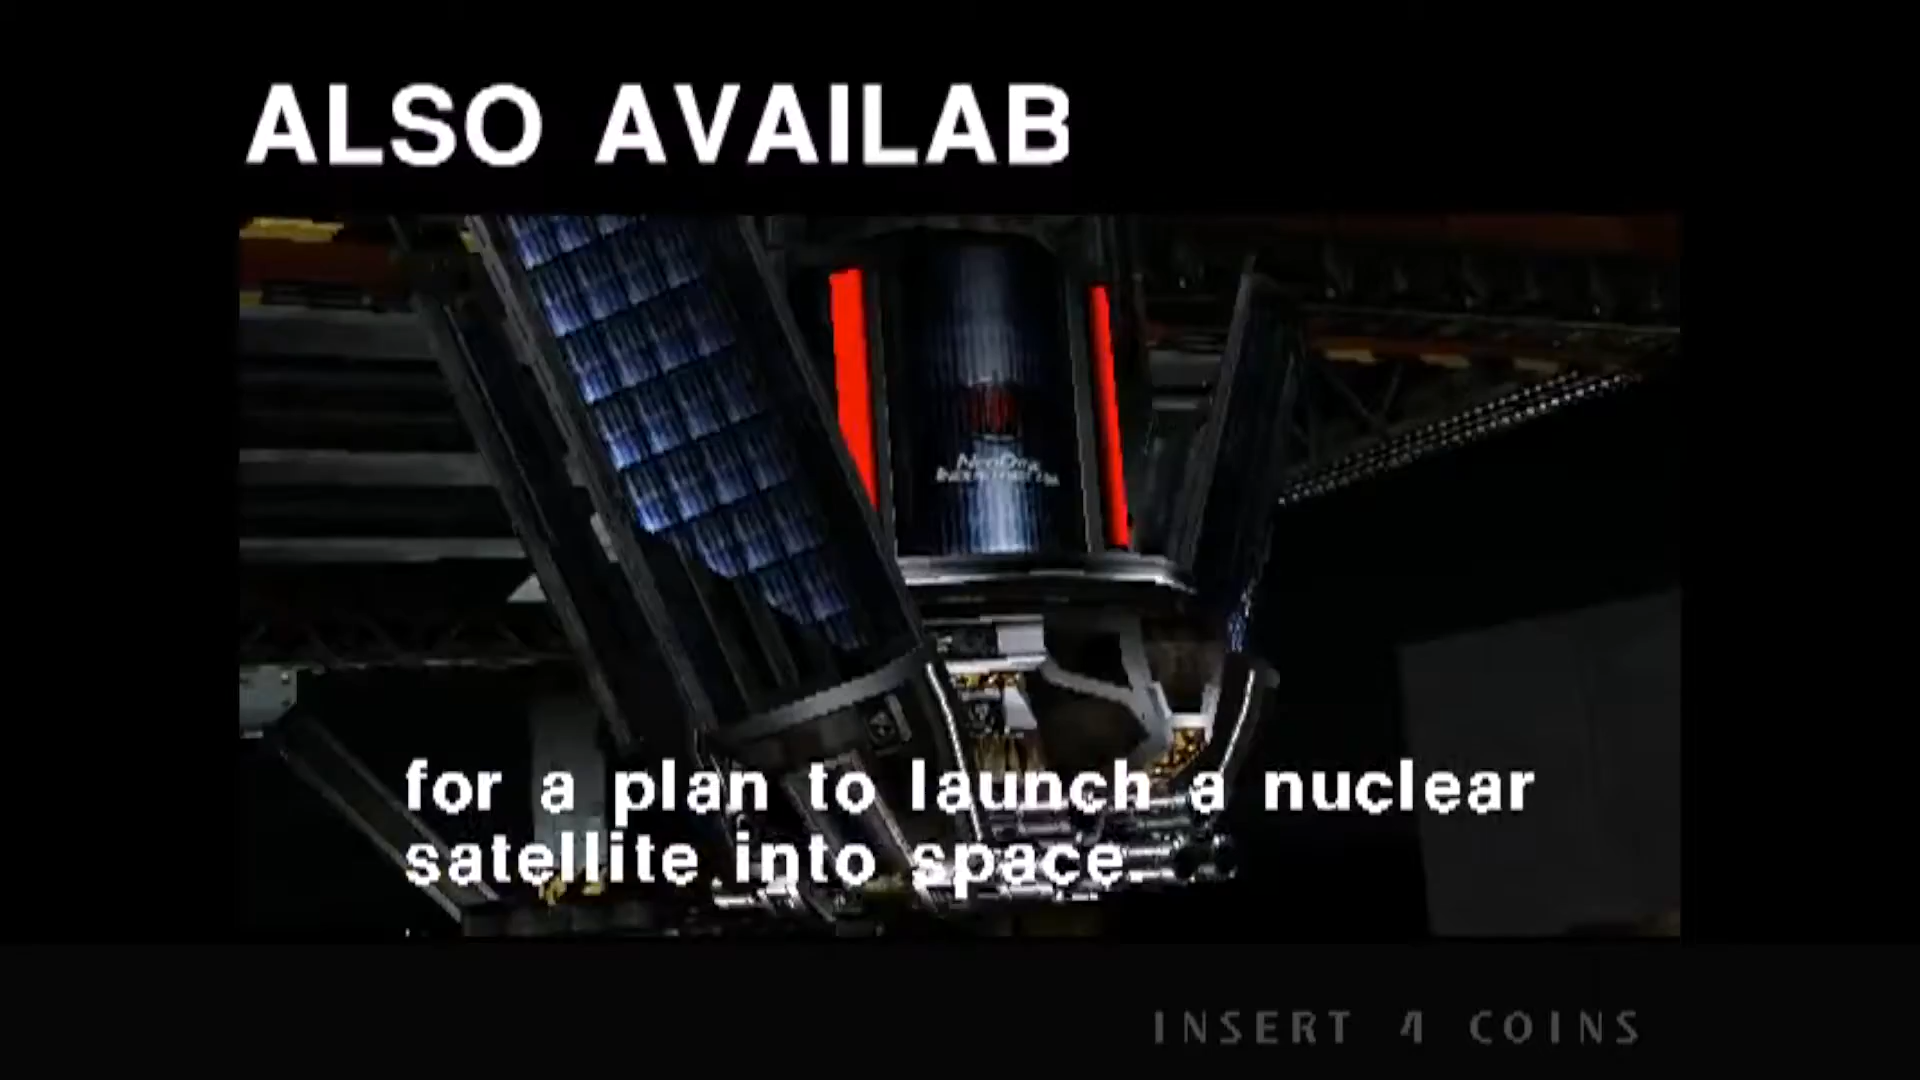 ALSO AVAILAB
for a plan to launch a nuclear
satellite into space.
INSERT 4 COINS